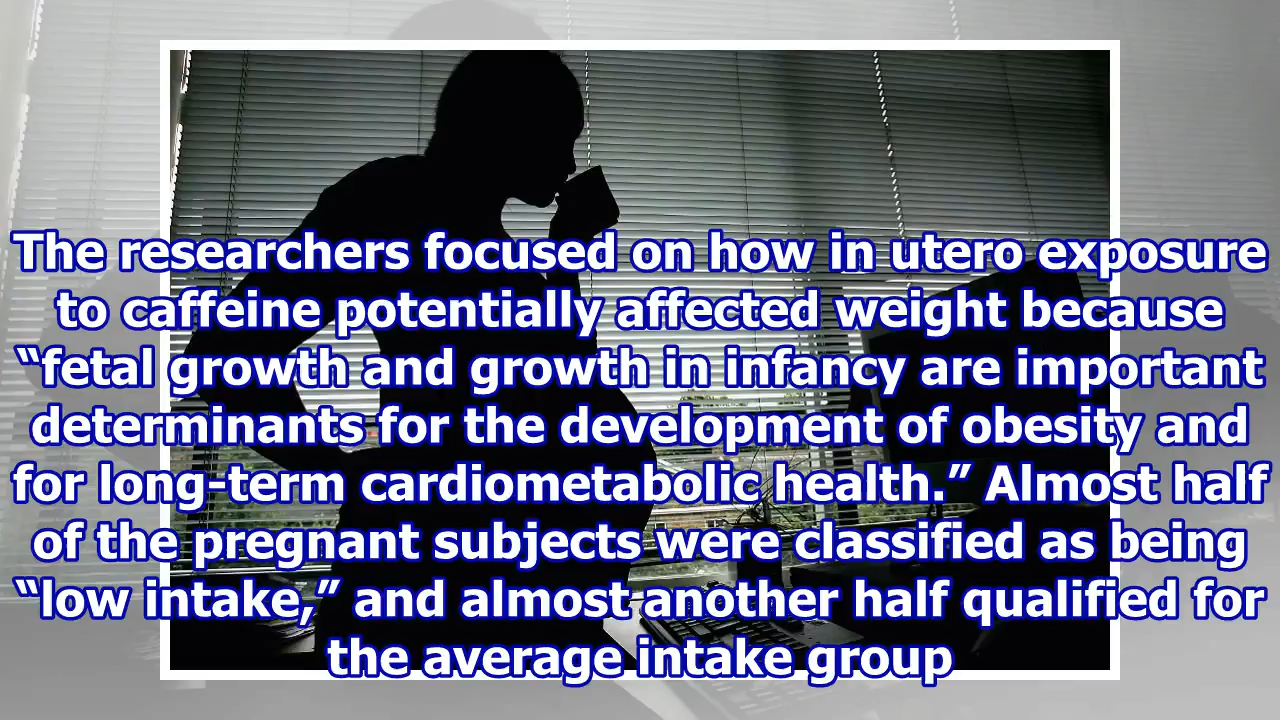 The researchers focused on how in utero exposure
to caffeine potentially affected weight because
“fetal growth and growth in infancy are important
determinants for the development of obesity and
for long-term cardiometabolic health.” Almost half
of the pregnant subjects were classified as being
“low intake,” and almost another half qualified for
the average intake group